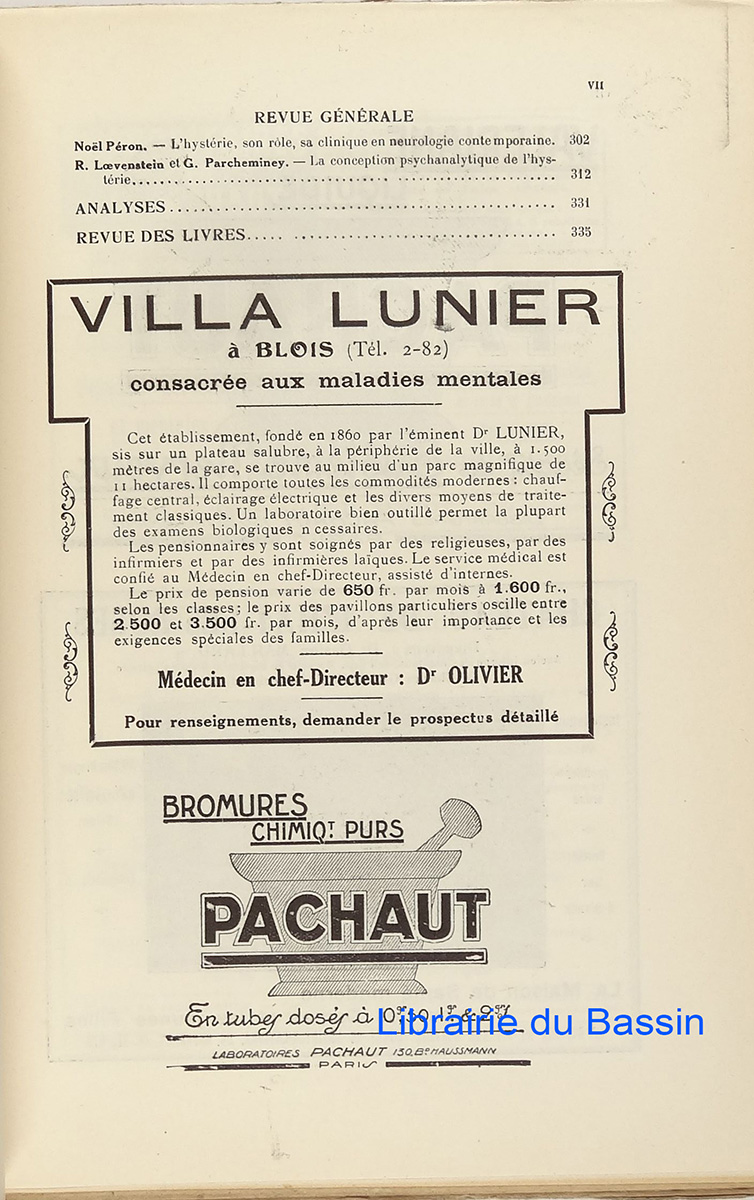 VII
REVUE GÉNÉRALE
Noël Péron. — L'hystérie, son rôle, sa clinique en neurologie contemporaine. 302
R. Lœvenstein et G. Parcheminey. — La conception psychanalytique de l'hys-
térie. 312
ANALYSES 331
REVUE DES LIVRES 335
VILLA LUNIER
à BLOIS (Tél. 2-82)
consacrée aux maladies mentales
Cet établissement, fondé en 1860 par l'éminent Dr LUNIER,
sis sur un plateau salubre, à la périphérie de la ville, à 1.500
mètres de la gare, se trouve au milieu d'un parc magnifique de
11 hectares. Il comporte toutes les commodités modernes : chauf-
fage central, éclairage électrique et les divers moyens de traite-
ment classiques. Un laboratoire bien outillé permet la plupart
des examens biologiques n cessaires.
Les pensionnaires y sont soignés par des religieuses, par des
infirmiers et par des infirmières laïques. Le service médical est
confié au Médecin en chef-Directeur, assisté d'internes.
Le prix de pension varie de 650 fr. par mois à 1.600 fr.,
selon les classes; le prix des pavillons particuliers oscille entre
2.500 et 3.500 fr. par mois, d'après leur importance et les
exigences spéciales des familles.
Médecin en chef-Directeur : Dr OLIVIER
Pour renseignements, demander le prospectus détaillé
BROMURES
CHIMIQT PURS
PACHAUT
En tubes dosés à 0gr50 1gr & 2gr
Librairie du Bassin
LABORATOIRES PACHAUT 130, Bd HAUSSMANN
PARIS